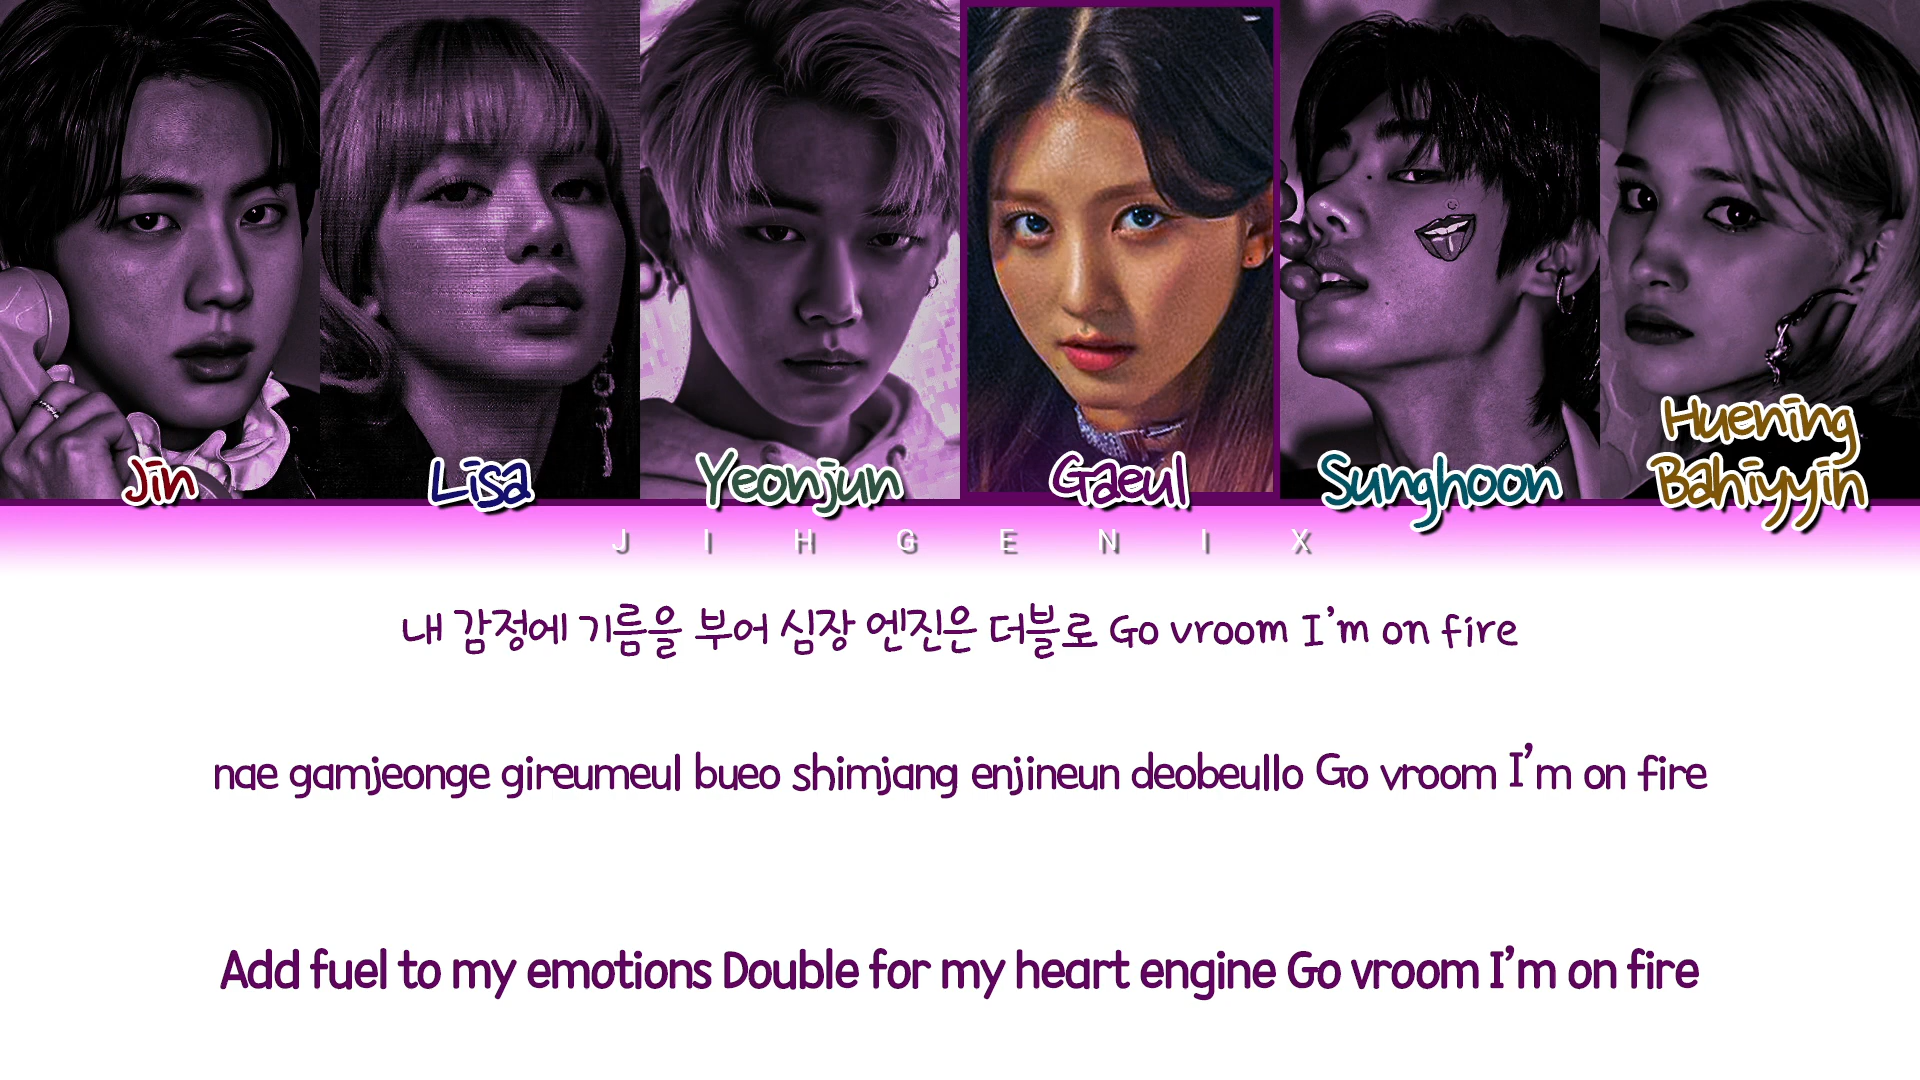 Jin
Lisa
Yeonjun
Gaeul
Sunghoon
Huening
Bahiyyih
JIHGENIX
내 감정에 기름을 부어 심장 엔진은 더블로 Go vroom I'm on fire
nae gamjeonge gireumeul bueo shimjang enjineun deobeullo Go vroom I'm on fire
Add fuel to my emotions Double for my heart engine Go vroom I'm on fire